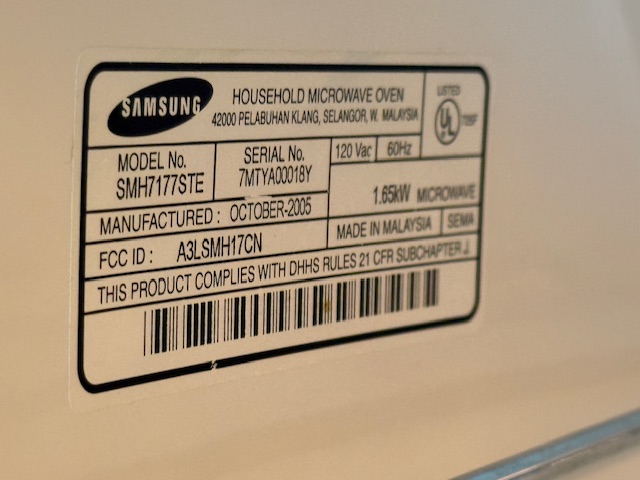 SAMSUNG
HOUSEHOLD MICROWAVE OVEN
42000 PELABUHAN KLANG, SELANGOR, W. MALAYSIA
LISTED
UL
MODEL No.
SMH7177STE
SERIAL No.
7MTYA00018Y
120 Vac 60Hz
1.65kW MICROWAVE
MANUFACTURED : OCTOBER-2005
MADE IN MALAYSIA SEMA
FCC ID : A3LSMH17CN
THIS PRODUCT COMPLIES WITH DHHS RULES 21 CFR SUBCHAPTER J.